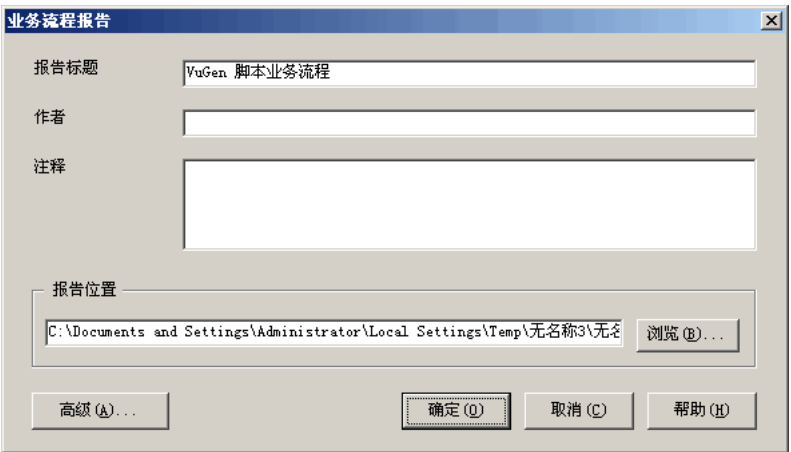 业务流程报告
报告标题
VuGen 脚本业务流程
作者
注释
报告位置
C:\Documents and Settings\Administrator\Local Settings\Temp\无名称3\无名
浏览(B)...
高级(A)...
确定(O)
取消(C)
帮助(H)